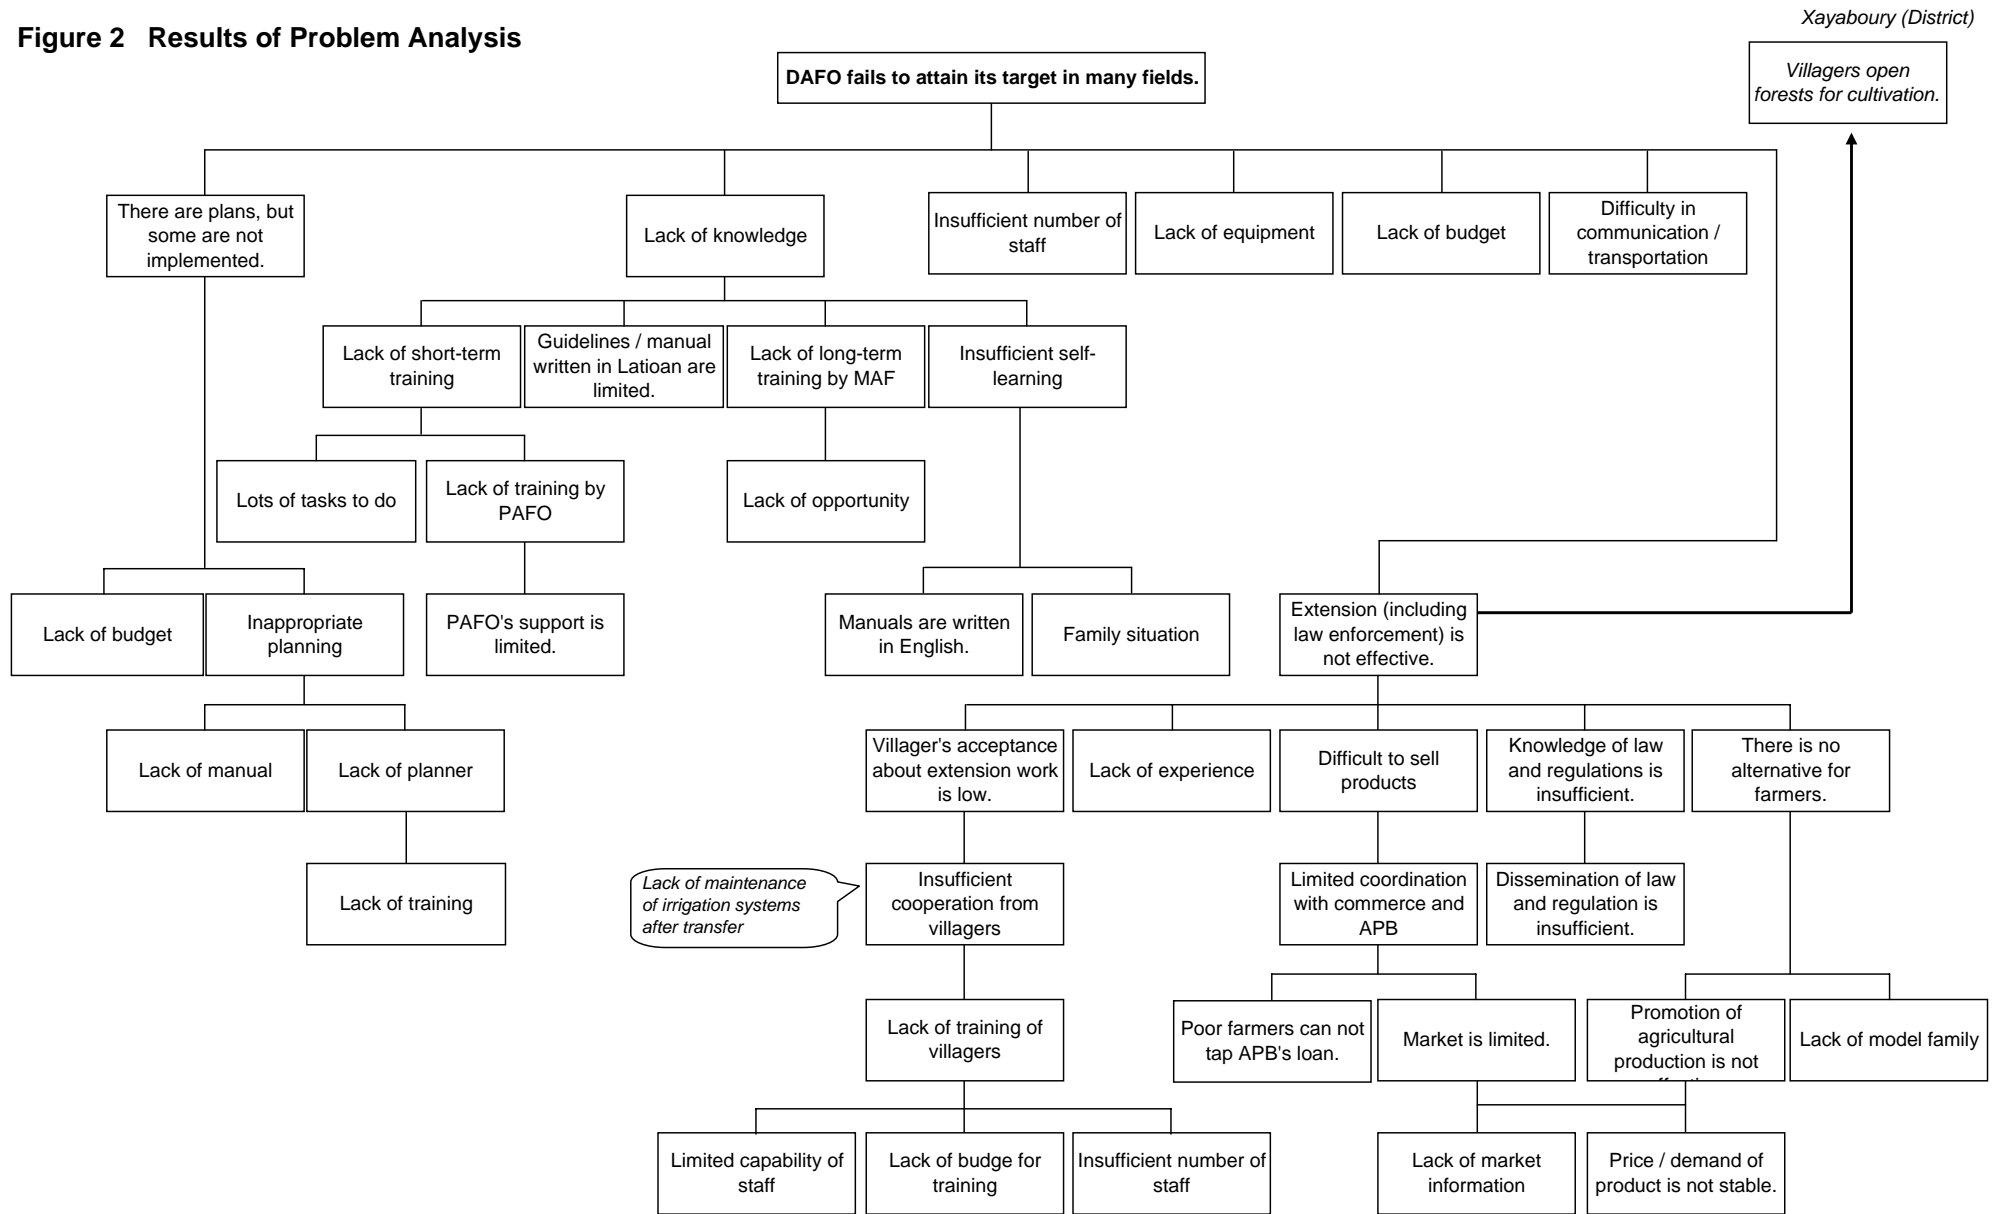 Xayaboury (District)
Figure 2   Results of Problem Analysis
DAFO fails to attain its target in many fields.
Villagers open
forests for cultivation.
There are plans, but
some are not
implemented.
Lack of knowledge
Insufficient number of
staff
Lack of equipment
Lack of budget
Difficulty in
communication /
transportation
Lack of short-term
training
Guidelines / manual
written in Latioan are
limited.
Lack of long-term
training by MAF
Insufficient self-
learning
Lots of tasks to do
Lack of training by
PAFO
Lack of opportunity
Lack of budget
Inappropriate
planning
PAFO's support is
limited.
Manuals are written
in English.
Family situation
Extension (including
law enforcement) is
not effective.
Lack of manual
Lack of planner
Villager's acceptance
about extension work
is low.
Lack of experience
Difficult to sell
products
Knowledge of law
and regulations is
insufficient.
There is no
alternative for
farmers.
Lack of training
Lack of maintenance
of irrigation systems
after transfer
Insufficient
cooperation from
villagers
Limited coordination
with commerce and
APB
Dissemination of law
and regulation is
insufficient.
Lack of training of
villagers
Poor farmers can not
tap APB's loan.
Market is limited.
Promotion of
agricultural
production is not
Lack of model family
Limited capability of
staff
Lack of budge for
training
Insufficient number of
staff
Lack of market
information
Price / demand of
product is not stable.